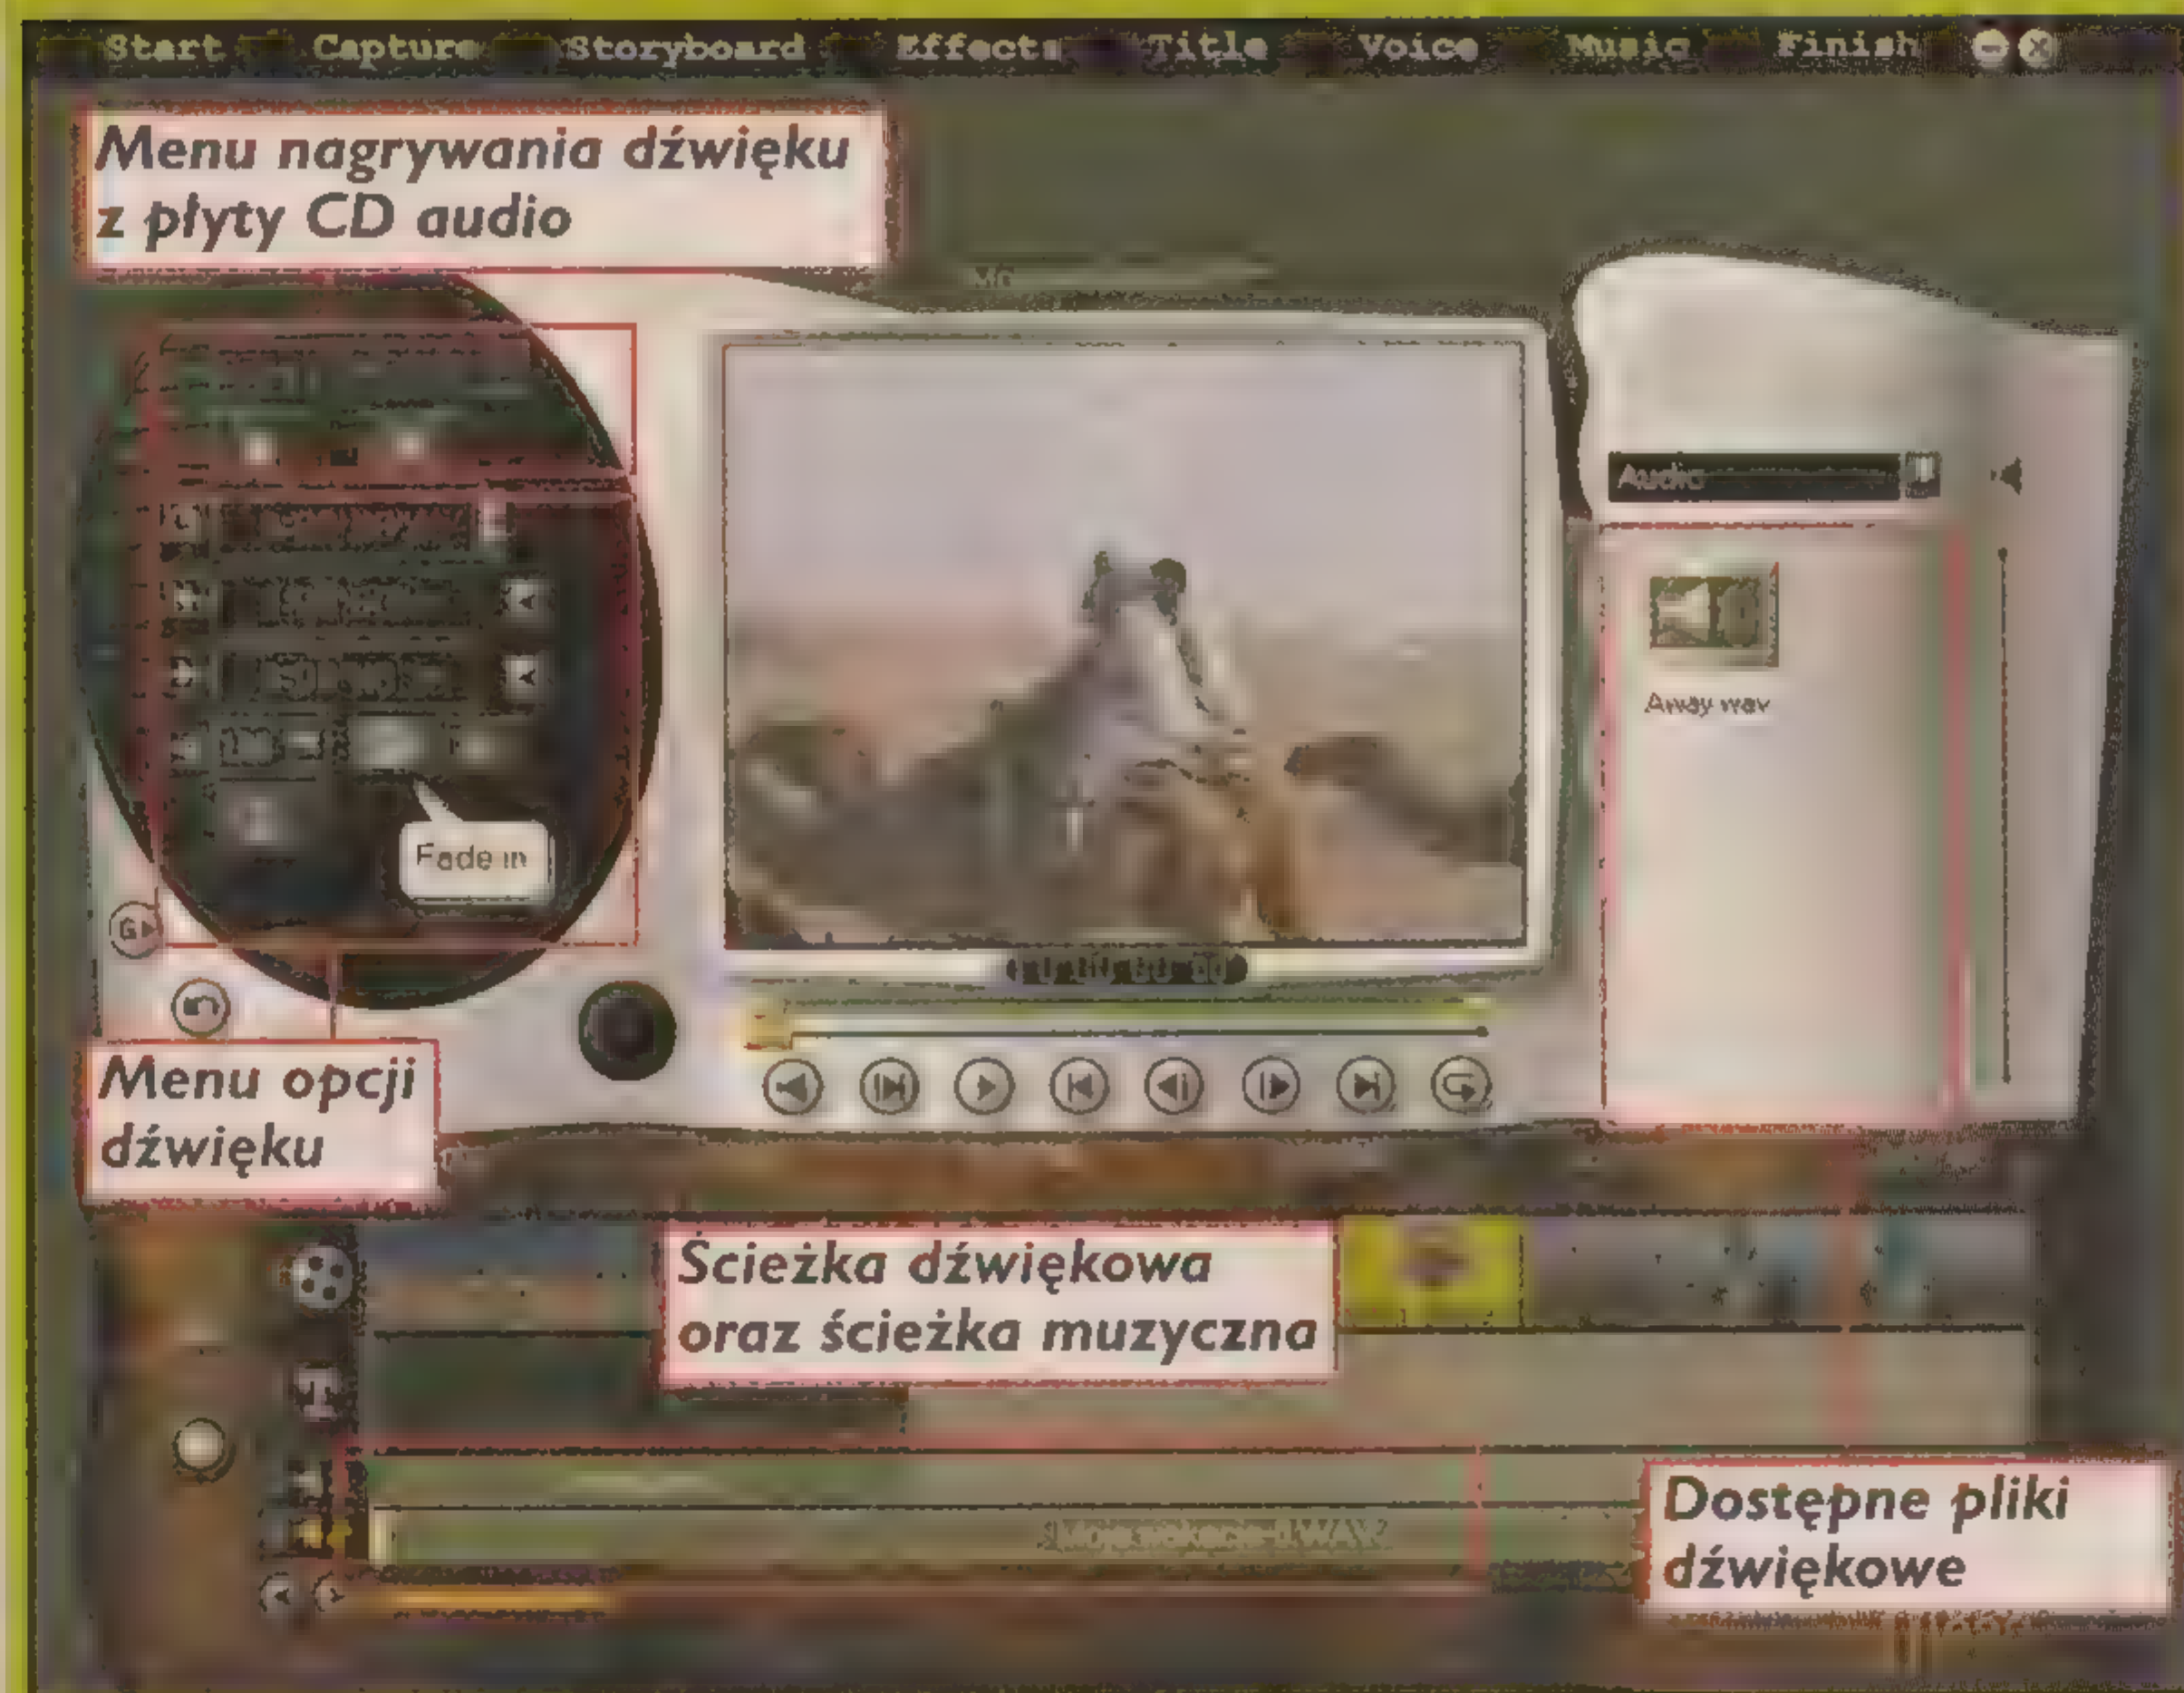 Start Capture Storyboard Effects Title Voice Music Finish
Menu nagrywania dźwięku
z płyty CD audio
Audio
Away wav
Fade in
Menu opcji
dźwięku
Ścieżka dźwiękowa
oraz ścieżka muzyczna
Dostępne pliki
dźwiękowe